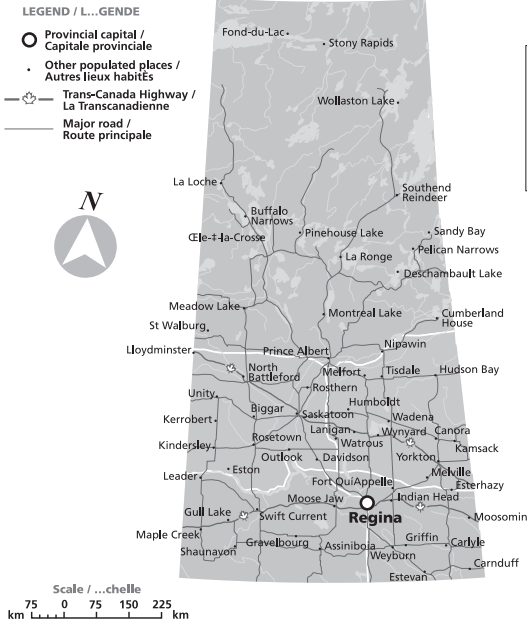 LEGEND / L...GENDE
Provincial capital /
Capitale provinciale
Other populated places /
Autres lieux habitÈs
Trans-Canada Highway /
La Transcanadienne
Major road /
Route principale
N
Fond-du-Lac
Stony Rapids
Wollaston Lake
La Loche
Southend
Reindeer
Buffalo
Narrows
Œle-‡-la-Crosse
Pinehouse Lake
Sandy Bay
Pelican Narrows
La Ronge
Deschambault Lake
Meadow Lake
Montreal Lake
Cumberland
House
St Walburg
Lloydminster
Prince Albert
Nipawin
North
Battleford
Melfort
Tisdale
Hudson Bay
Rosthern
Unity
Humboldt
Biggar
Saskatoon
Wadena
Kerrobert
Lanigan
Wynyard
Canora
Kindersley
Rosetown
Watrous
Kamsack
Outlook
Davidson
Yorkton
Leader
Eston
Melville
Fort QuíAppelle
Esterhazy
Moose Jaw
Indian Head
Gull Lake
Swift Current
Regina
Moosomin
Maple Creek
Shaunavon
Gravelbourg
Assiniboia
Griffin
Carlyle
Weyburn
Carnduff
Estevan
Scale / ...chelle
75 0 75 150 225
km km